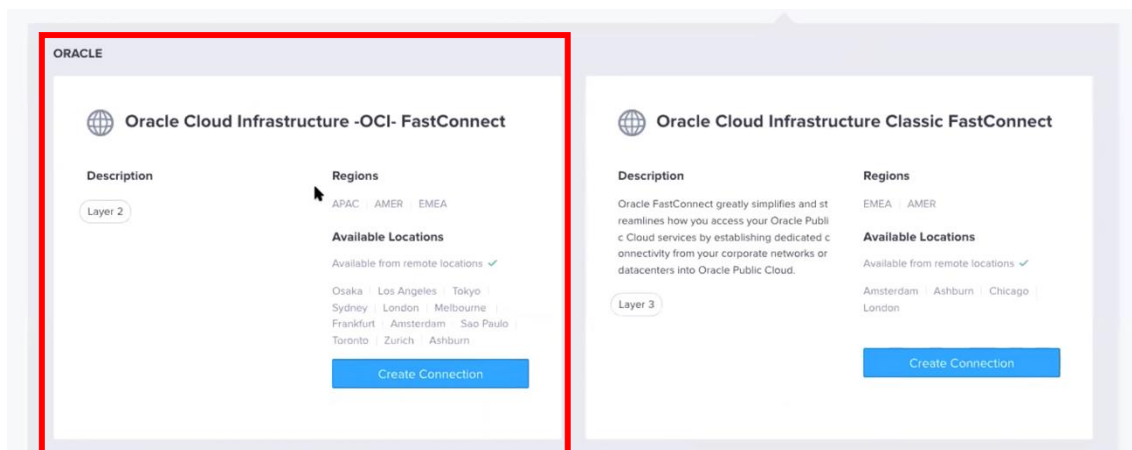 ORACLE
Oracle Cloud Infrastructure -OCI- FastConnect
Description
Layer 2
Regions
APAC | AMER | EMEA
Available Locations
Available from remote locations ✓
Osaka | Los Angeles | Tokyo |
Sydney | London | Melbourne |
Frankfurt | Amsterdam | Sao Paulo |
Toronto | Zurich | Ashburn
Create Connection
Oracle Cloud Infrastructure Classic FastConnect
Description
Oracle FastConnect greatly simplifies and st
reamlines how you access your Oracle Publi
c Cloud services by establishing dedicated c
onnectivity from your corporate networks or
datacenters into Oracle Public Cloud.
Layer 3
Regions
EMEA | AMER
Available Locations
Available from remote locations ✓
Amsterdam | Ashburn | Chicago |
London
Create Connection